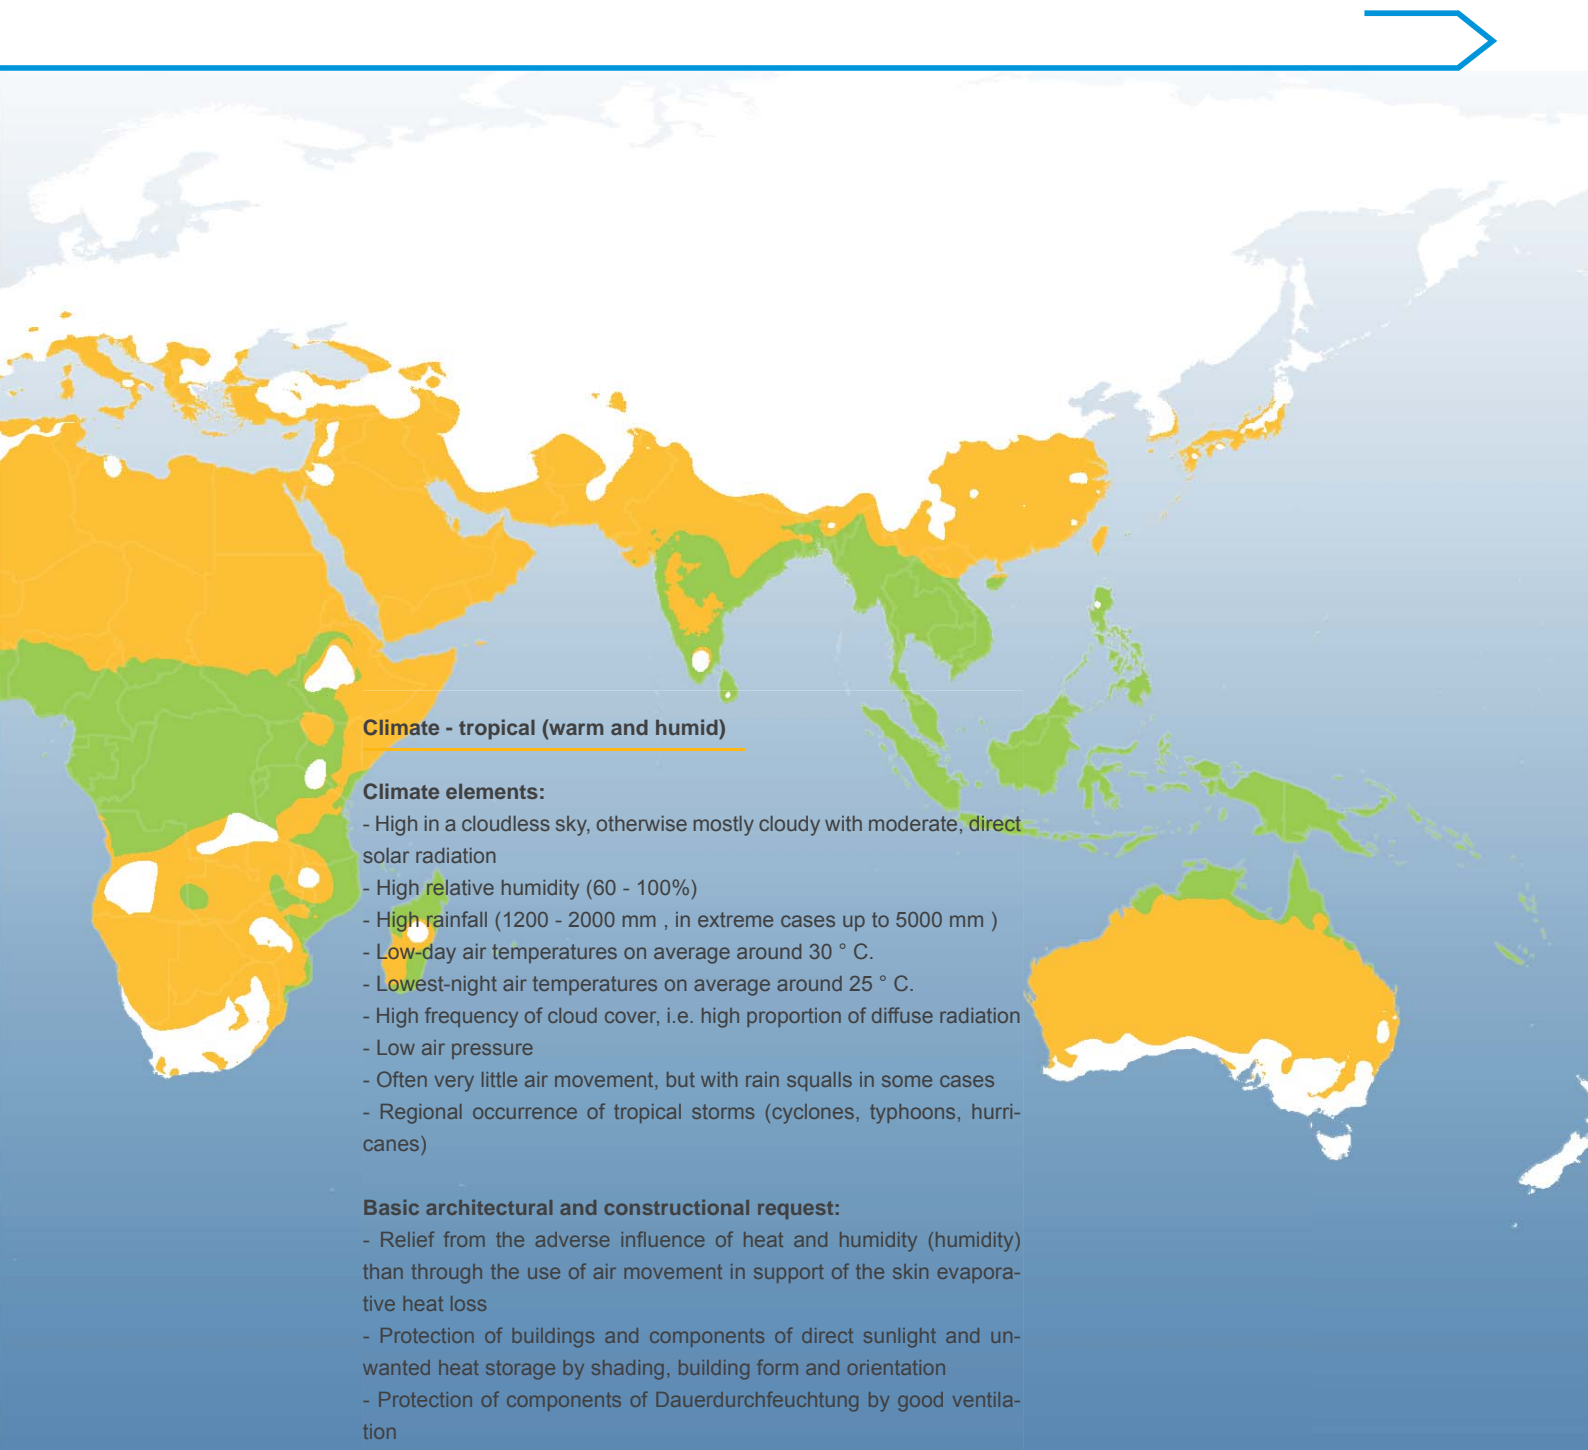 Climate - tropical (warm and humid)
Climate elements:
- High in a cloudless sky, otherwise mostly cloudy with moderate, direct
solar radiation
- High relative humidity (60 - 100%)
- High rainfall (1200 - 2000 mm , in extreme cases up to 5000 mm )
- Low-day air temperatures on average around 30 ° C.
- Lowest-night air temperatures on average around 25 ° C.
- High frequency of cloud cover, i.e. high proportion of diffuse radiation
- Low air pressure
- Often very little air movement, but with rain squalls in some cases
- Regional occurrence of tropical storms (cyclones, typhoons, hurri-
canes)
Basic architectural and constructional request:
- Relief from the adverse influence of heat and humidity (humidity)
than through the use of air movement in support of the skin evapora-
tive heat loss
- Protection of buildings and components of direct sunlight and un-
wanted heat storage by shading, building form and orientation
- Protection of components of Dauerdurchfeuchtung by good ventila-
tion